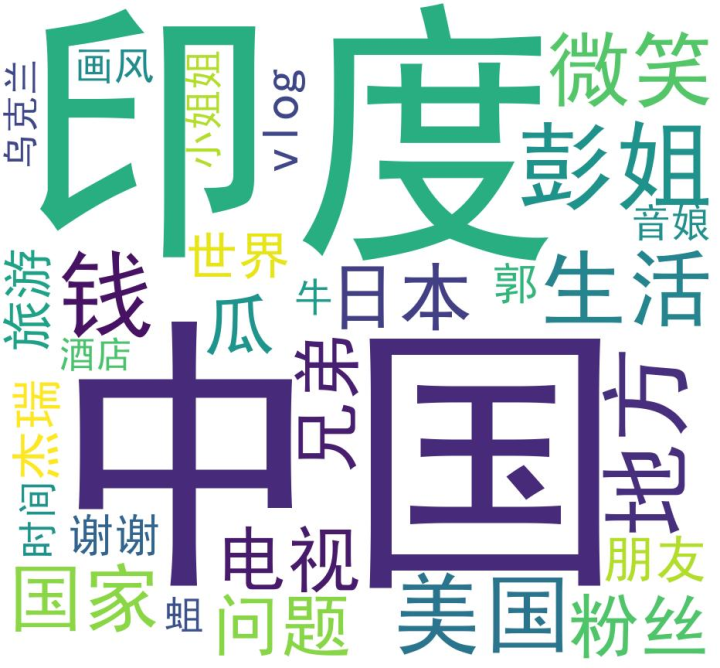 印度
微笑
画风
小姐姐
vlog
乌克兰
彭姐
音娘
世界
旅游
钱
瓜
牛
日本
郭
生活
酒店
中国
兄弟
地方
杰瑞
时间
谢谢
电视
朋友
国家
蛆
问题
美国
粉丝